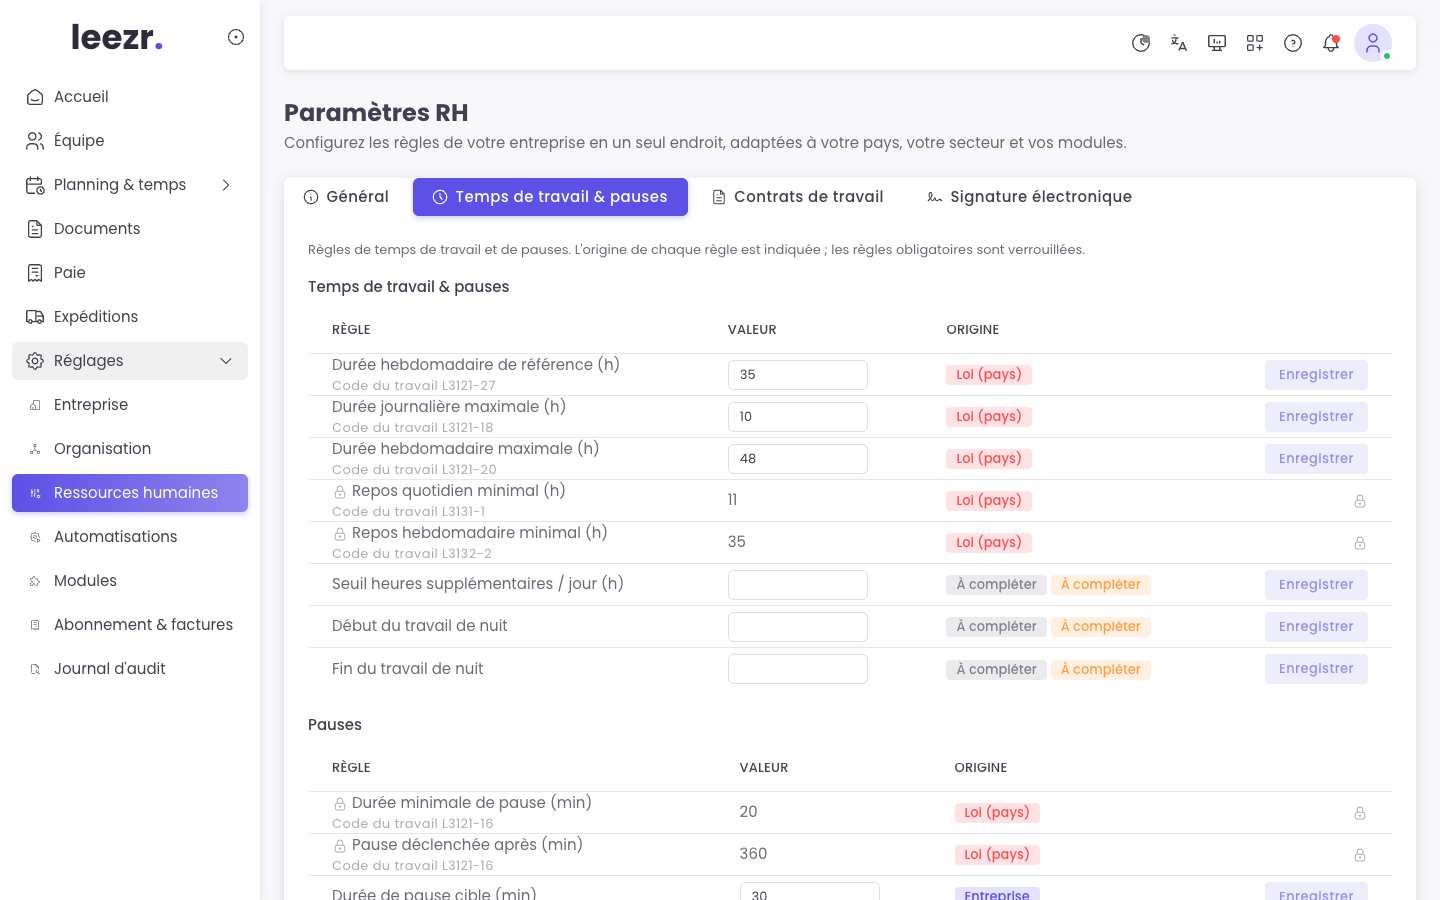 leezr.
Accueil
Équipe
Planning & temps
Documents
Paie
Expéditions
Réglages
Entreprise
Organisation
Ressources humaines
Automatisations
Modules
Abonnement & factures
Journal d'audit
Paramètres RH
Configurez les règles de votre entreprise en un seul endroit, adaptées à votre pays, votre secteur et vos modules.
Général Temps de travail & pauses Contrats de travail Signature électronique
Règles de temps de travail et de pauses. L'origine de chaque règle est indiquée ; les règles obligatoires sont verrouillées.
Temps de travail & pauses
RÈGLE VALEUR ORIGINE
Durée hebdomadaire de référence (h) 35 Loi (pays) Enregistrer
Code du travail L3121-27
Durée journalière maximale (h) 10 Loi (pays) Enregistrer
Code du travail L3121-18
Durée hebdomadaire maximale (h) 48 Loi (pays) Enregistrer
Code du travail L3121-20
Repos quotidien minimal (h) 11 Loi (pays)
Code du travail L3131-1
Repos hebdomadaire minimal (h) 35 Loi (pays)
Code du travail L3132-2
Seuil heures supplémentaires / jour (h) À compléter À compléter Enregistrer
Début du travail de nuit À compléter À compléter Enregistrer
Fin du travail de nuit À compléter À compléter Enregistrer
Pauses
RÈGLE VALEUR ORIGINE
Durée minimale de pause (min) 20 Loi (pays)
Code du travail L3121-16
Pause déclenchée après (min) 360 Loi (pays)
Code du travail L3121-16
Durée de pause cible (min) 30 Entreprise Enregistrer